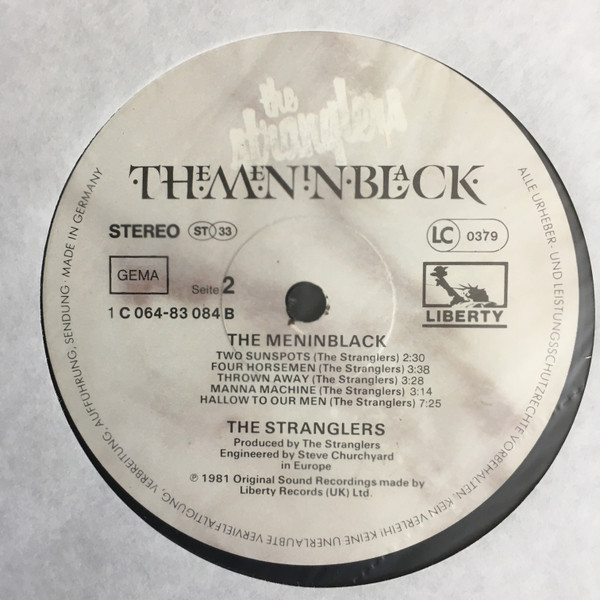 the
stranglers
THEMENINBLACK
STEREO ST 33
LC 0379
GEMA
Seite 2
1 C 064-83 084 B
LIBERTY
THE MENINBLACK
TWO SUNSPOTS (The Stranglers) 2:30
FOUR HORSEMEN (The Stranglers) 3:38
THROWN AWAY (The Stranglers) 3:28
MANNA MACHINE (The Stranglers) 3:14
HALLOW TO OUR MEN (The Stranglers) 7:25
THE STRANGLERS
Produced by The Stranglers
Engineered by Steve Churchyard
in Europe
℗ 1981 Original Sound Recordings made by
Liberty Records (UK) Ltd.
ALLE URHEBER- UND LEISTUNGSSCHUTZRECHTE VORBEHALTEN. KEIN VERLEIH! KEINE UNERLAUBTE VERVIELFÄLTIGUNG, VERBREITUNG, AUFFÜHRUNG, SENDUNG · MADE IN GERMANY